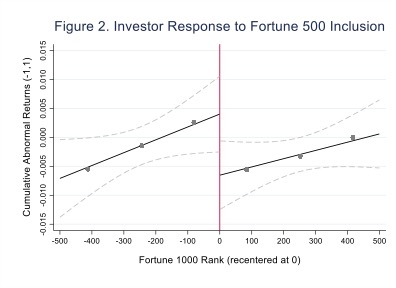 Figure 2. Investor Response to Fortune 500 Inclusion
Cumulative Abnormal Returns (-1,1)
0.015
0.010
0.005
0.000
-0.005
-0.010
-0.015
-500 -400 -300 -200 -100 0 100 200 300 400 500
Fortune 1000 Rank (recentered at 0)